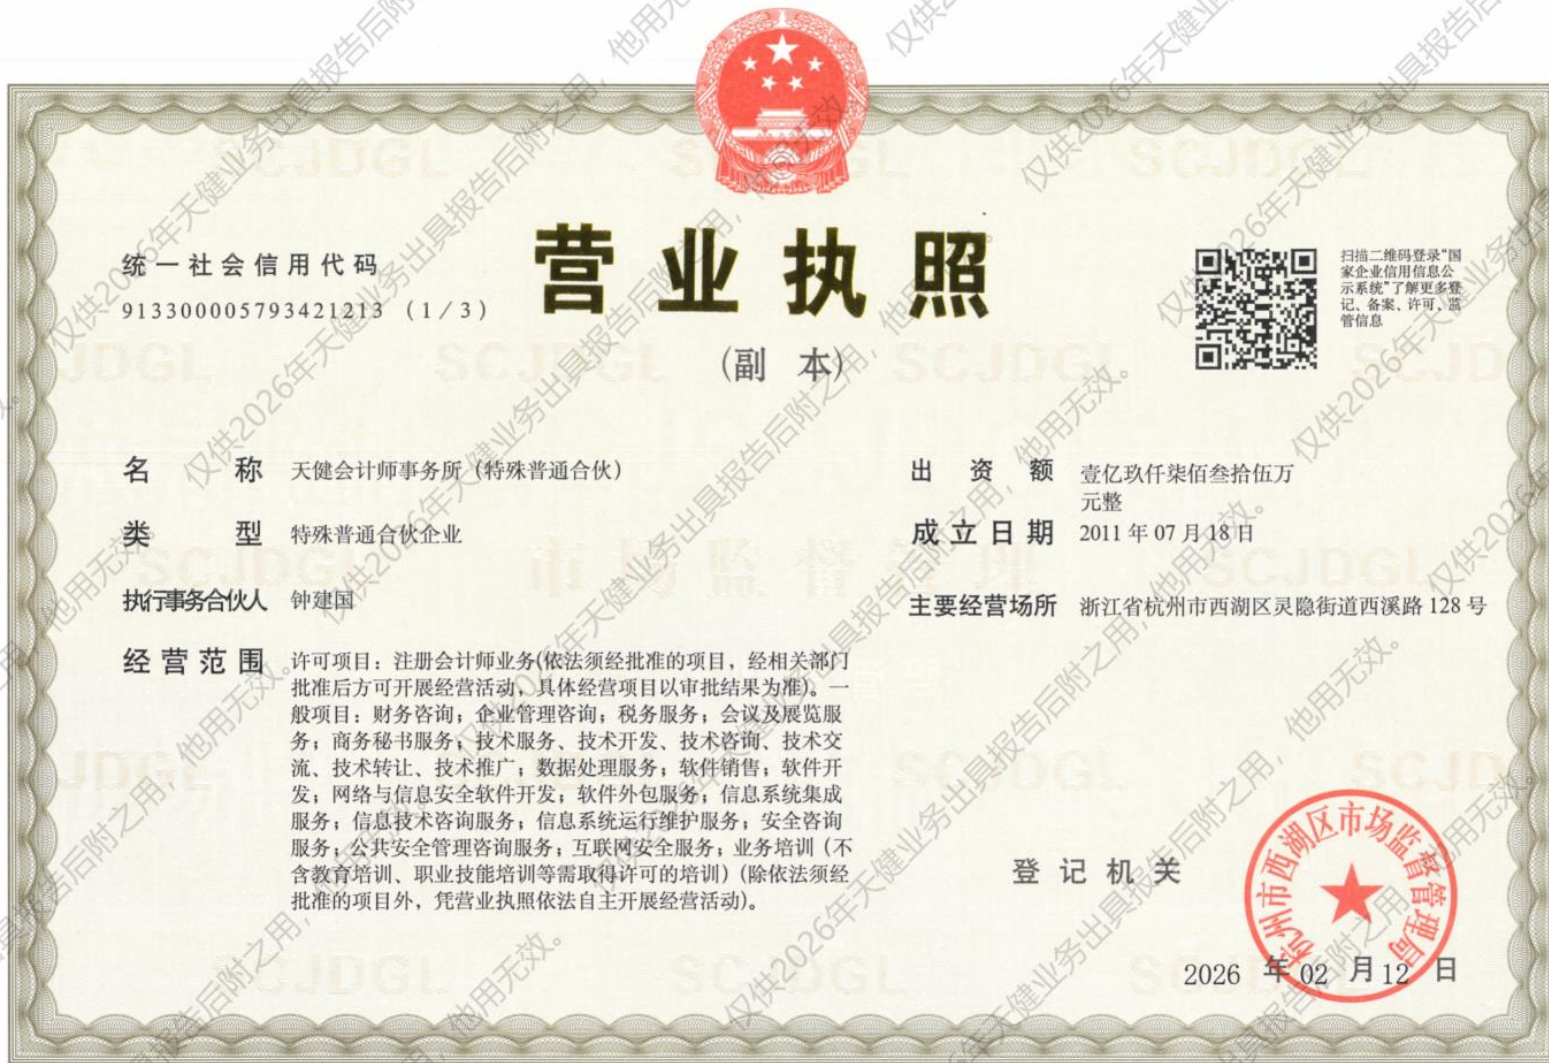 营业执照
(副 本)
统一社会信用代码
913300005793421213 (1/3)
扫描二维码登录“国
家企业信用信息公
示系统”了解更多登
记、备案、许可、监
管信息
名 称 天健会计师事务所（特殊普通合伙）
类 型 特殊普通合伙企业
执行事务合伙人 钟建国
经营范围 许可项目：注册会计师业务(依法须经批准的项目，经相关部门
批准后方可开展经营活动，具体经营项目以审批结果为准)。一
般项目：财务咨询；企业管理咨询；税务服务；会议及展览服
务；商务秘书服务；技术服务、技术开发、技术咨询、技术交
流、技术转让、技术推广；数据处理服务；软件销售；软件开
发；网络与信息安全软件开发；软件外包服务；信息系统集成
服务；信息技术咨询服务；信息系统运行维护服务；安全咨询
服务；公共安全管理咨询服务；互联网安全服务；业务培训（不
含教育培训、职业技能培训等需取得许可的培训）(除依法须经
批准的项目外，凭营业执照依法自主开展经营活动)。
出 资 额 壹亿玖仟柒佰叁拾伍万
元整
成立日期 2011 年 07 月 18 日
主要经营场所 浙江省杭州市西湖区灵隐街道西溪路 128 号
登记机关
杭州市西湖区市场监督管理局
2026 年 02 月 12 日
SCJDGL
市场监督管理
仅供2026年天健业务出具报告后附之用，他用无效。